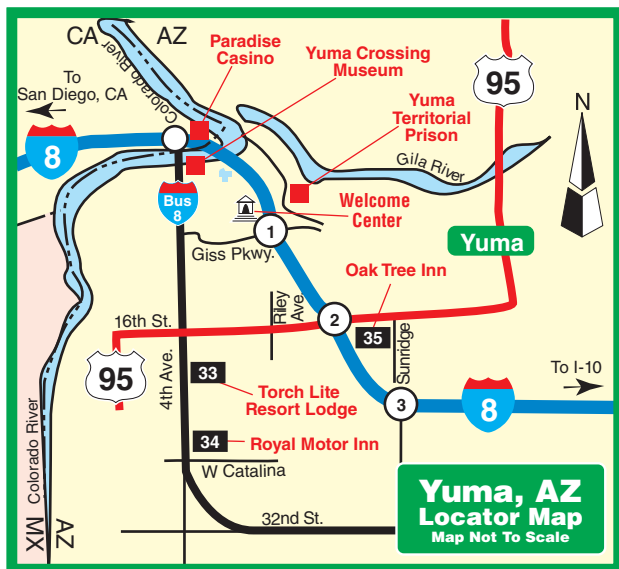 CA
AZ
Colorado River
Paradise
Casino
Yuma Crossing
Museum
To
San Diego, CA
95
N
Yuma
Territorial
Prison
8
Gila River
Bus
8
Welcome
Center
1
Yuma
Giss Pkwy.
Oak Tree Inn
Riley
Ave.
16th St.
2
35
Sunridge
95
4th Ave.
33
Torch Lite
Resort Lodge
To I-10
3
8
34
Royal Motor Inn
W Catalina
Colorado River
MX
AZ
32nd St.
Yuma, AZ
Locator Map
Map Not To Scale